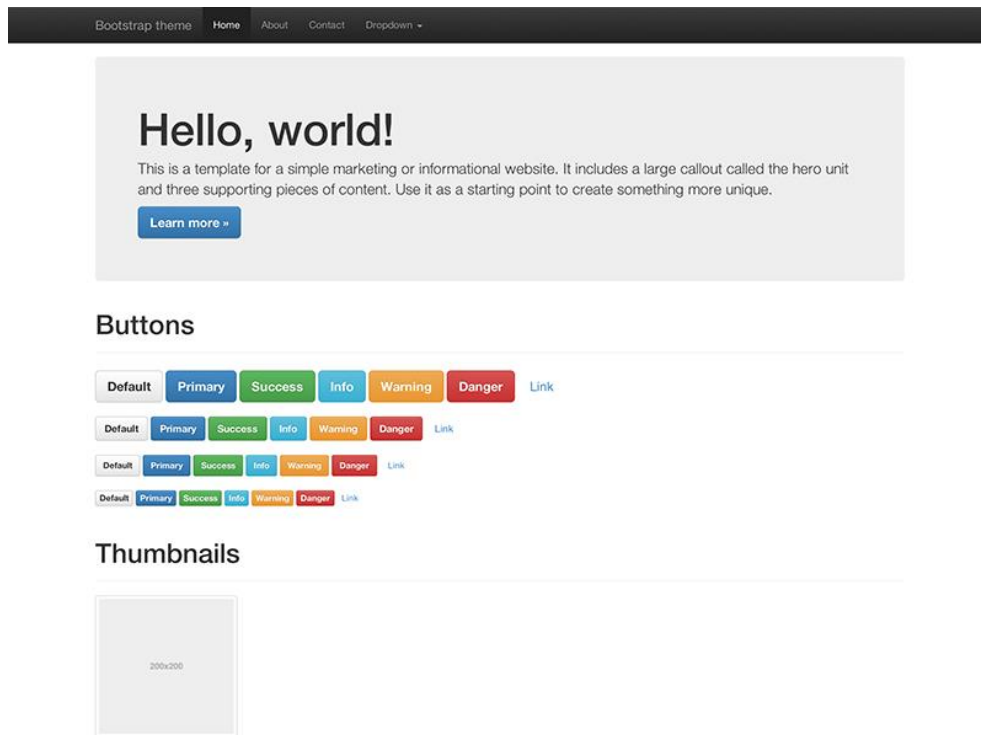 Bootstrap theme Home About Contact Dropdown
Hello, world!
This is a template for a simple marketing or informational website. It includes a large callout called the hero unit
and three supporting pieces of content. Use it as a starting point to create something more unique.
Learn more »
Buttons
Default Primary Success Info Warning Danger Link
Default Primary Success Info Warning Danger Link
Default Primary Success Info Warning Danger Link
Default Primary Success Info Warning Danger Link
Thumbnails
200x200